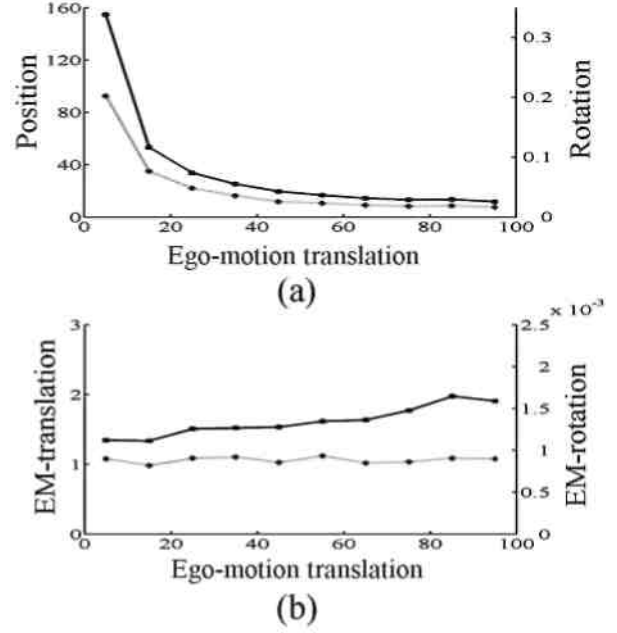 160
120
80
40
0
Position
0.3
0.2
0.1
0
Rotation
0 20 40 60 80 100
Ego-motion translation
(a)
3
2
1
0
EM-translation
× 10⁻³
2.5
2
1.5
1
0.5
0
EM-rotation
0 20 40 60 80 100
Ego-motion translation
(b)